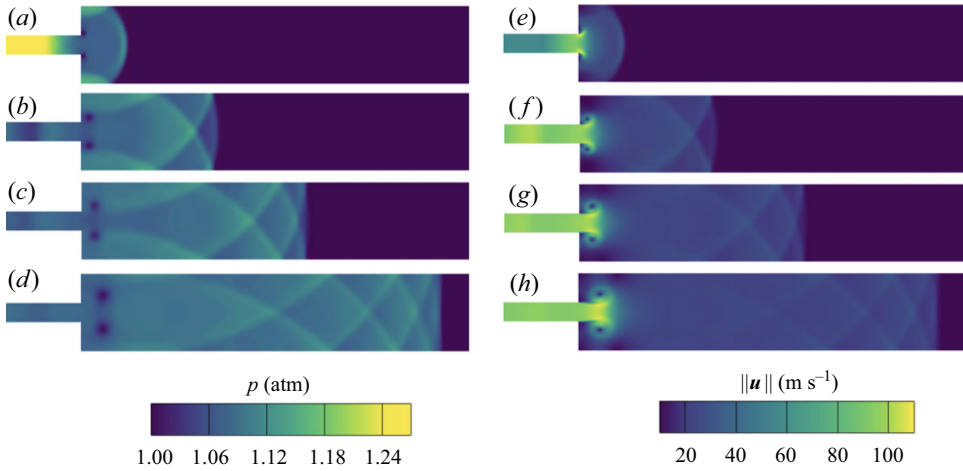 (a)
(e)
(b)
(f)
(c)
(g)
(d)
(h)
p (atm)
1.00 1.06 1.12 1.18 1.24
||u|| (m s⁻¹)
20 40 60 80 100